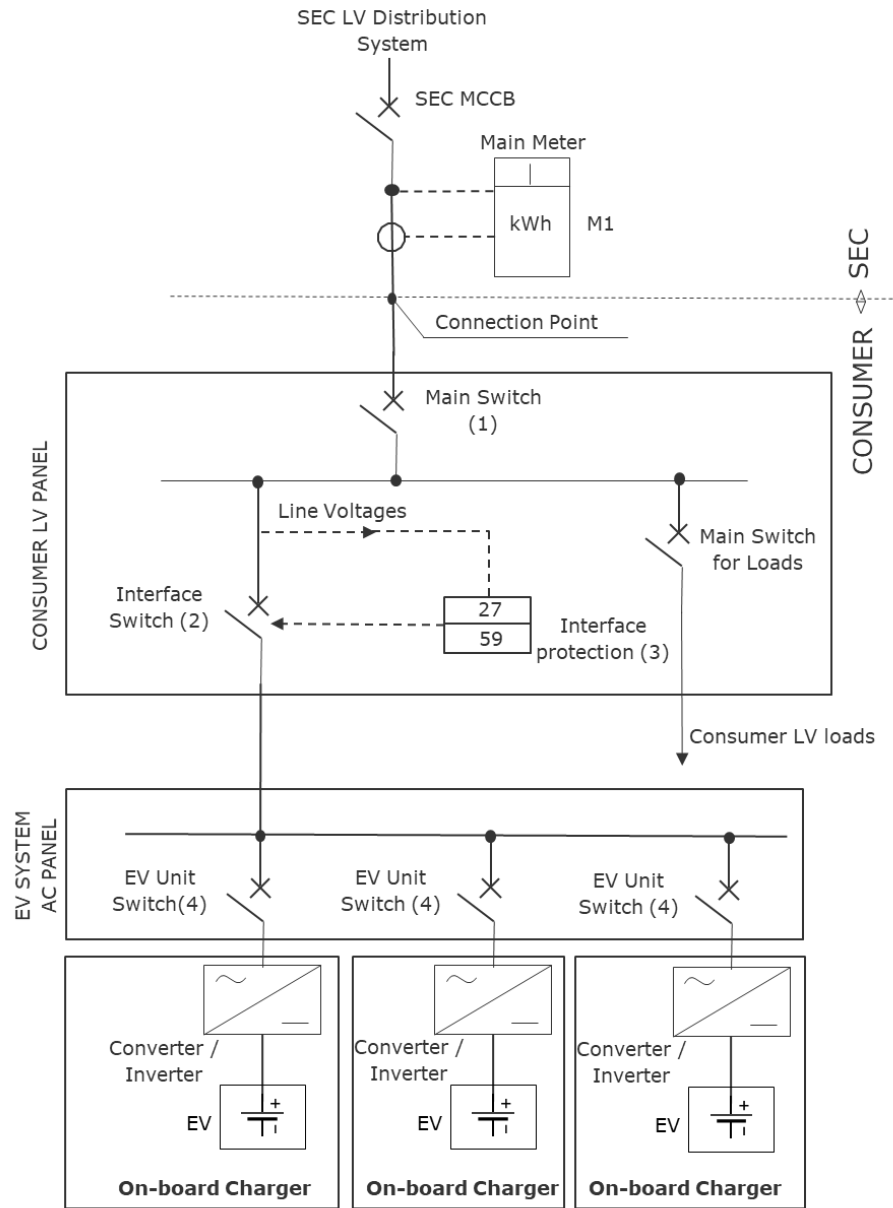 SEC LV Distribution
System
SEC MCCB
Main Meter
kWh
M1
SEC
CONSUMER
Connection Point
CONSUMER LV PANEL
Main Switch
(1)
Line Voltages
Main Switch
for Loads
Interface
Switch (2)
27
59
Interface
protection (3)
Consumer LV loads
EV SYSTEM
AC PANEL
EV Unit
Switch(4)
EV Unit
Switch (4)
EV Unit
Switch (4)
Converter /
Inverter
Converter /
Inverter
Converter /
Inverter
EV
+
EV
+
EV
+
On-board Charger
On-board Charger
On-board Charger